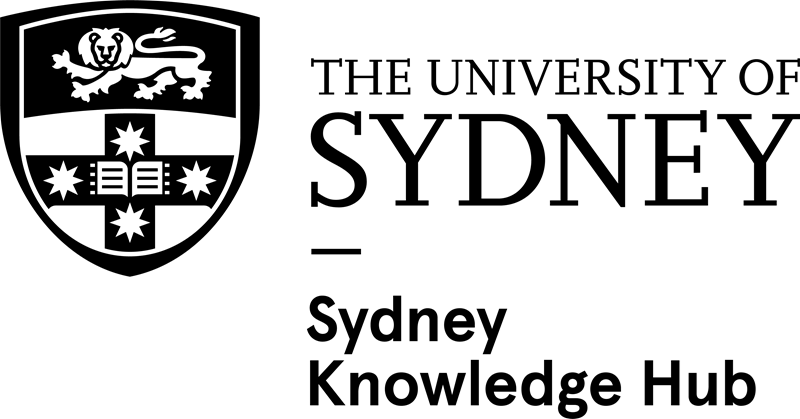 THE UNIVERSITY OF
SYDNEY
Sydney
Knowledge Hub